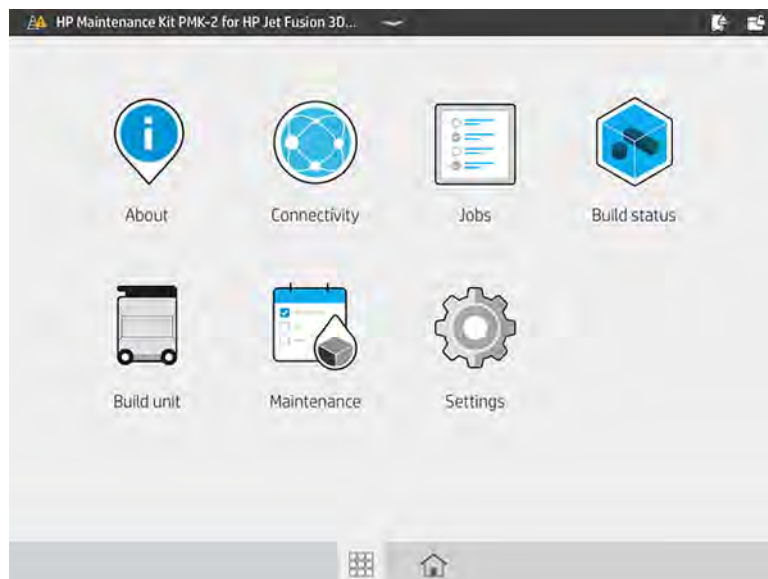 HP Maintenance Kit PMK-2 for HP Jet Fusion 3D...
About
Connectivity
Jobs
Build status
Build unit
Maintenance
Settings